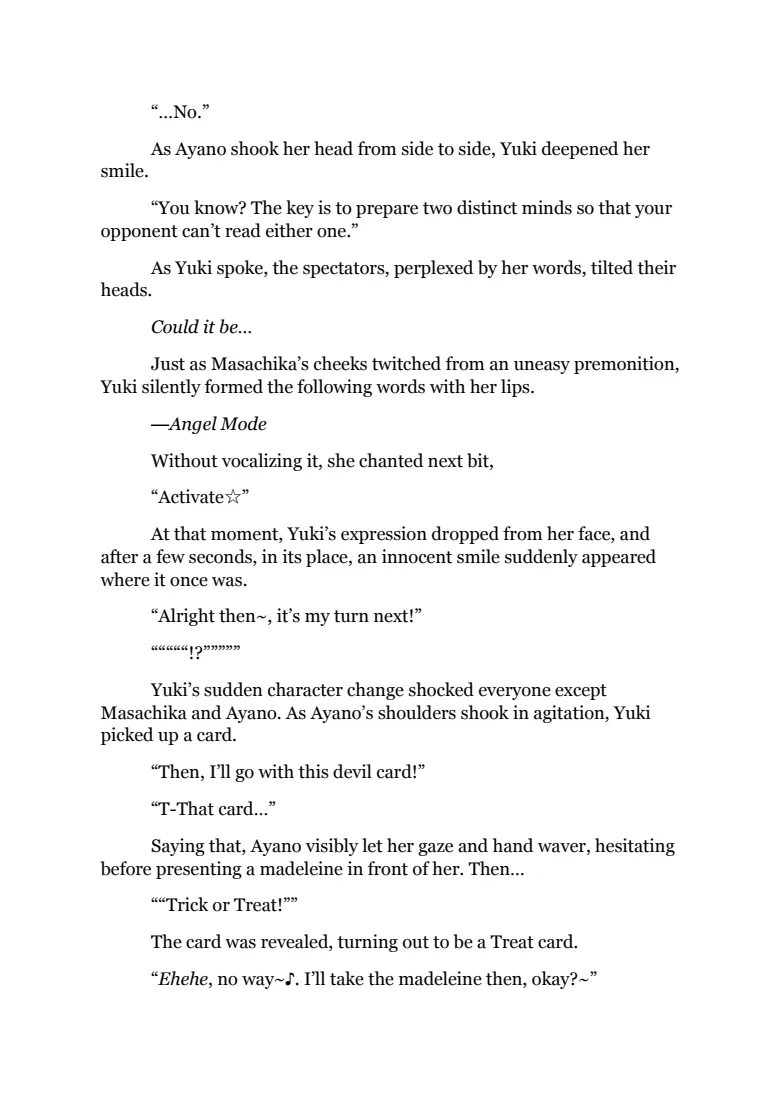 “...No.”
As Ayano shook her head from side to side, Yuki deepened her
smile.
“You know? The key is to prepare two distinct minds so that your
opponent can’t read either one.”
As Yuki spoke, the spectators, perplexed by her words, tilted their
heads.
Could it be...
Just as Masachika’s cheeks twitched from an uneasy premonition,
Yuki silently formed the following words with her lips.
—Angel Mode
Without vocalizing it, she chanted next bit,
“Activate☆”
At that moment, Yuki’s expression dropped from her face, and
after a few seconds, in its place, an innocent smile suddenly appeared
where it once was.
“Alright then~, it’s my turn next!”
“““““!?”””””
Yuki’s sudden character change shocked everyone except
Masachika and Ayano. As Ayano’s shoulders shook in agitation, Yuki
picked up a card.
“Then, I’ll go with this devil card!”
“T-That card...”
Saying that, Ayano visibly let her gaze and hand waver, hesitating
before presenting a madeleine in front of her. Then...
““Trick or Treat!””
The card was revealed, turning out to be a Treat card.
“Ehehe, no way~♪. I’ll take the madeleine then, okay?~”